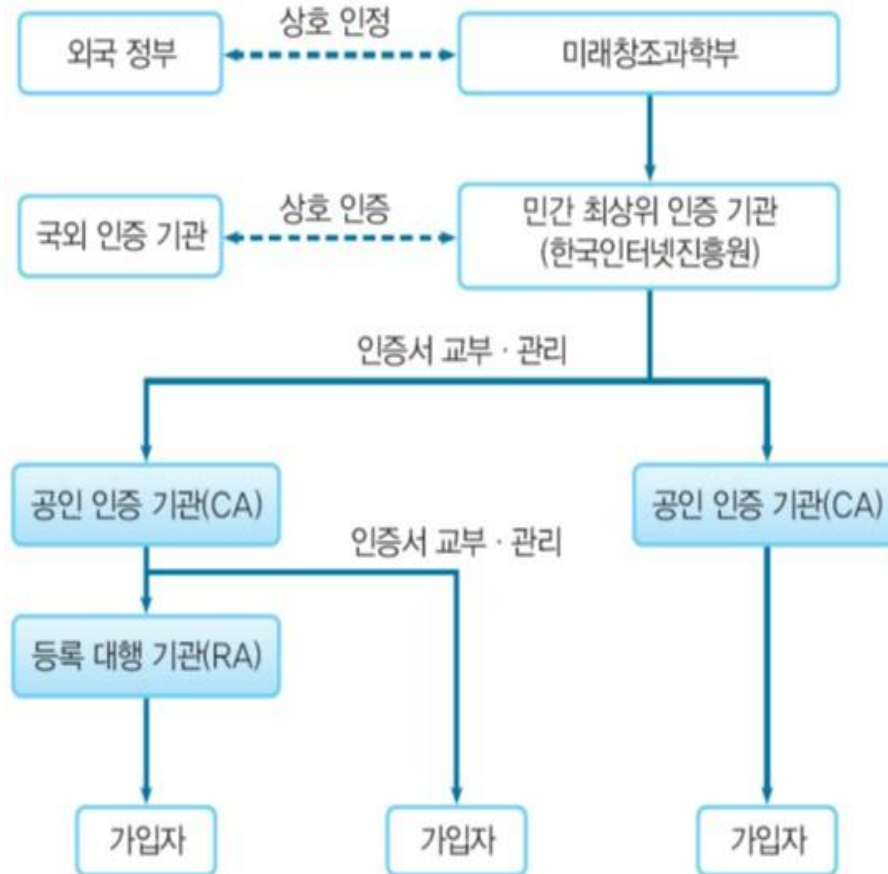 상호 인정
외국 정부
미래창조과학부
상호 인증
국외 인증 기관
민간 최상위 인증 기관
(한국인터넷진흥원)
인증서 교부 · 관리
공인 인증 기관(CA)
공인 인증 기관(CA)
인증서 교부 · 관리
등록 대행 기관(RA)
가입자
가입자
가입자